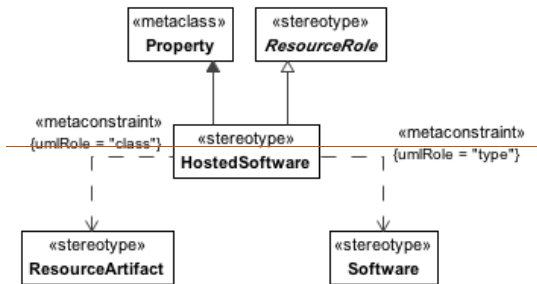 «metaclass»
Property
«stereotype»
ResourceRole
«metaconstraint»
{umlRole = "class"}
«stereotype»
HostedSoftware
«metaconstraint»
{umlRole = "type"}
«stereotype»
ResourceArtifact
«stereotype»
Software